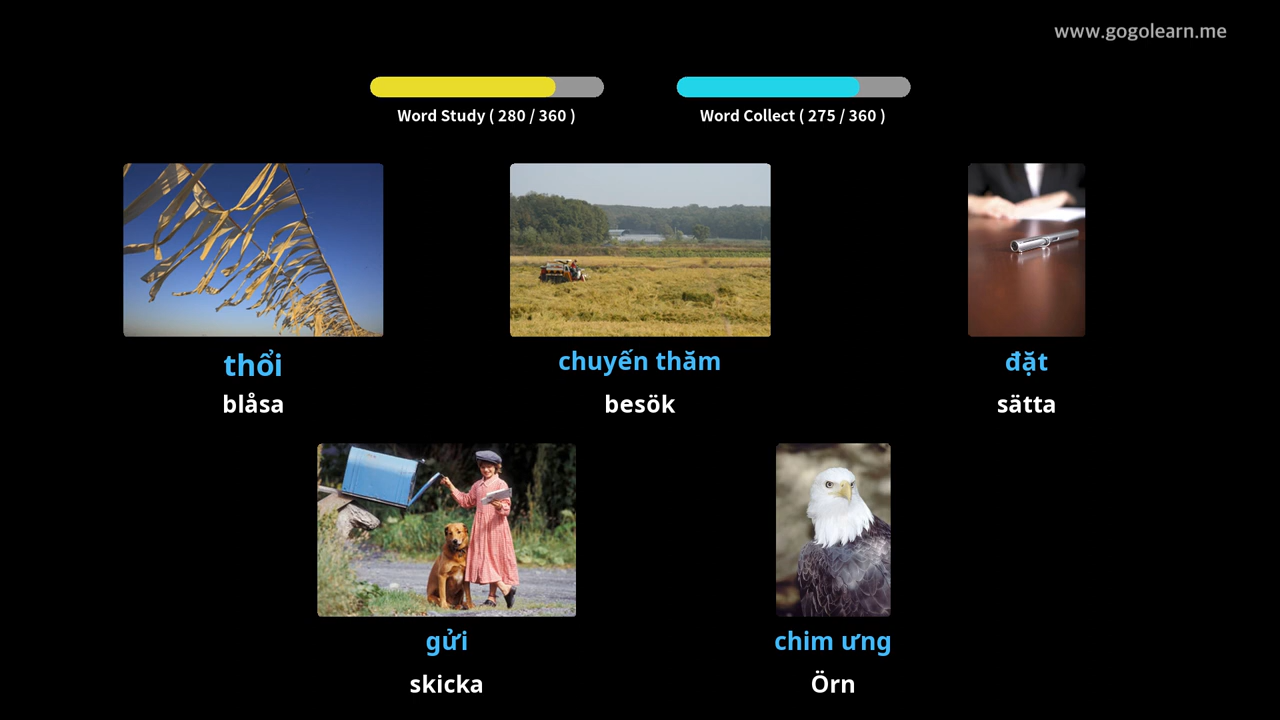 www.gogolearn.me
Word Study ( 280 / 360 )
Word Collect ( 275 / 360 )
thổi
blåsa
chuyến thăm
besök
đặt
sätta
gửi
skicka
chim ưng
Örn